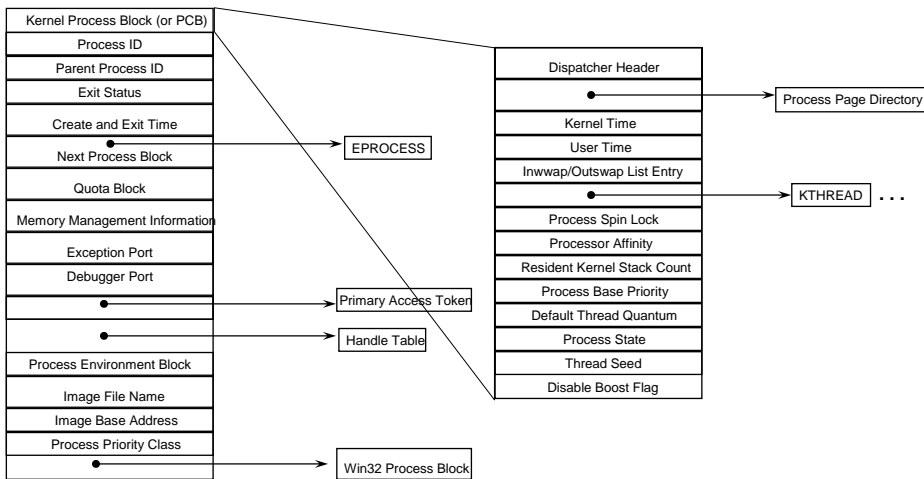 Kernel Process Block (or PCB)
Process ID
Parent Process ID
Exit Status
Create and Exit Time
Next Process Block
Quota Block
Memory Management Information
Exception Port
Debugger Port
Process Environment Block
Image File Name
Image Base Address
Process Priority Class
EPROCESS
Primary Access Token
Handle Table
Win32 Process Block
Dispatcher Header
Kernel Time
User Time
Inwwap/Outswap List Entry
Process Spin Lock
Processor Affinity
Resident Kernel Stack Count
Process Base Priority
Default Thread Quantum
Process State
Thread Seed
Disable Boost Flag
Process Page Directory
KTHREAD ...